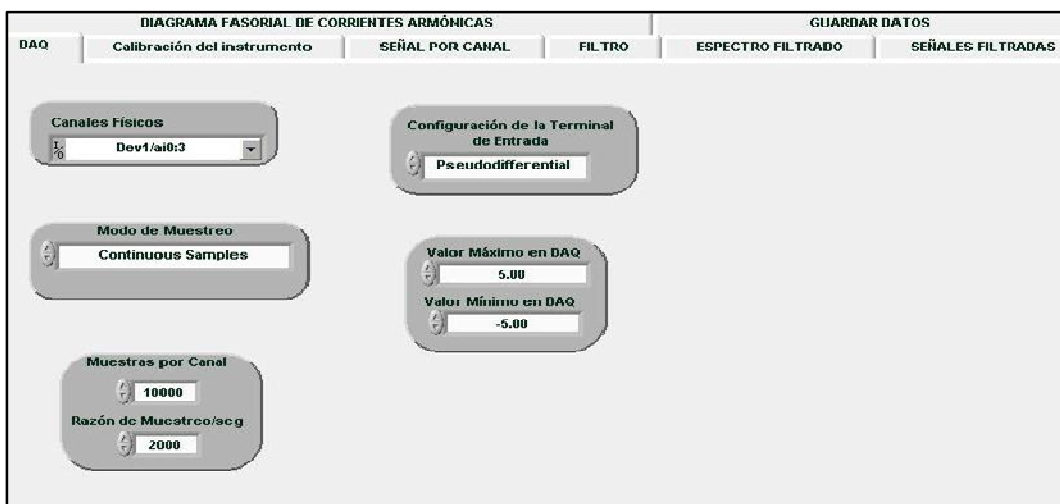 DIAGRAMA FASORIAL DE CORRIENTES ARMÓNICAS
GUARDAR DATOS
DAQ
Calibración del instrumento
SEÑAL POR CANAL
FILTRO
ESPECTRO FILTRADO
SEÑALES FILTRADAS
Canales Físicos
I/O
Dev1/ai0:3
Configuración de la Terminal
de Entrada
Pseudodifferential
Modo de Muestreo
Continuous Samples
Valor Máximo en DAQ
5.00
Valor Mínimo en DAQ
-5.00
Muestras por Canal
10000
Razón de Muestreo/seg
2000